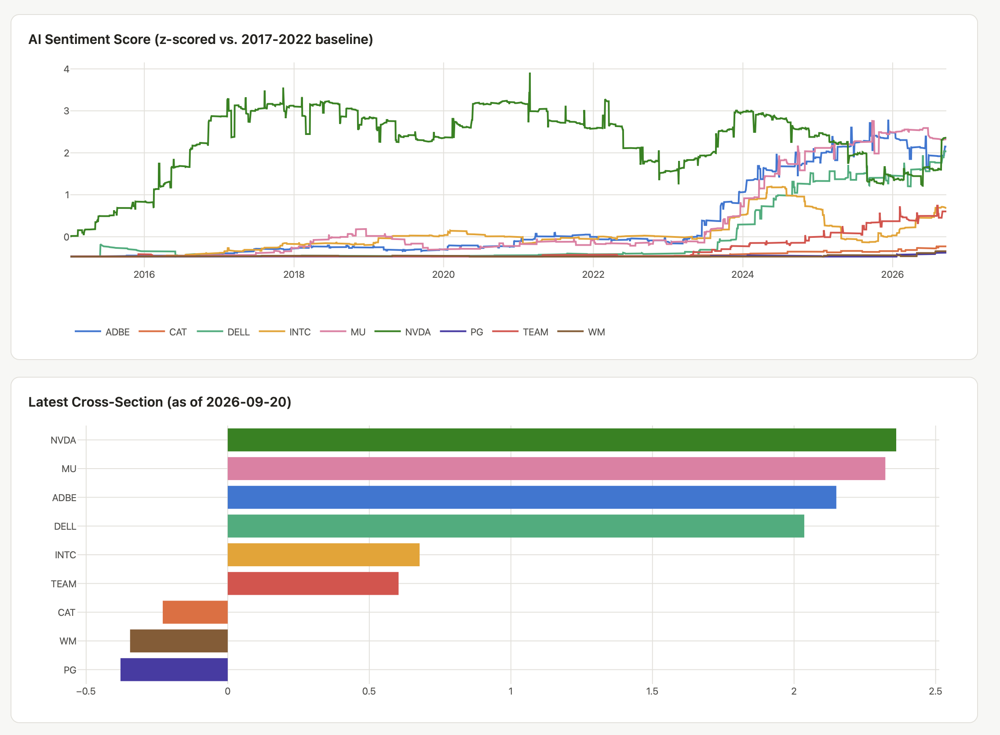 AI Sentiment Score (z-scored vs. 2017-2022 baseline)
4
3
2
1
0
2016 2018 2020 2022 2024 2026
ADBE CAT DELL INTC MU NVDA PG TEAM WM
Latest Cross-Section (as of 2026-09-20)
NVDA
MU
ADBE
DELL
INTC
TEAM
CAT
WM
PG
−0.5 0 0.5 1 1.5 2 2.5